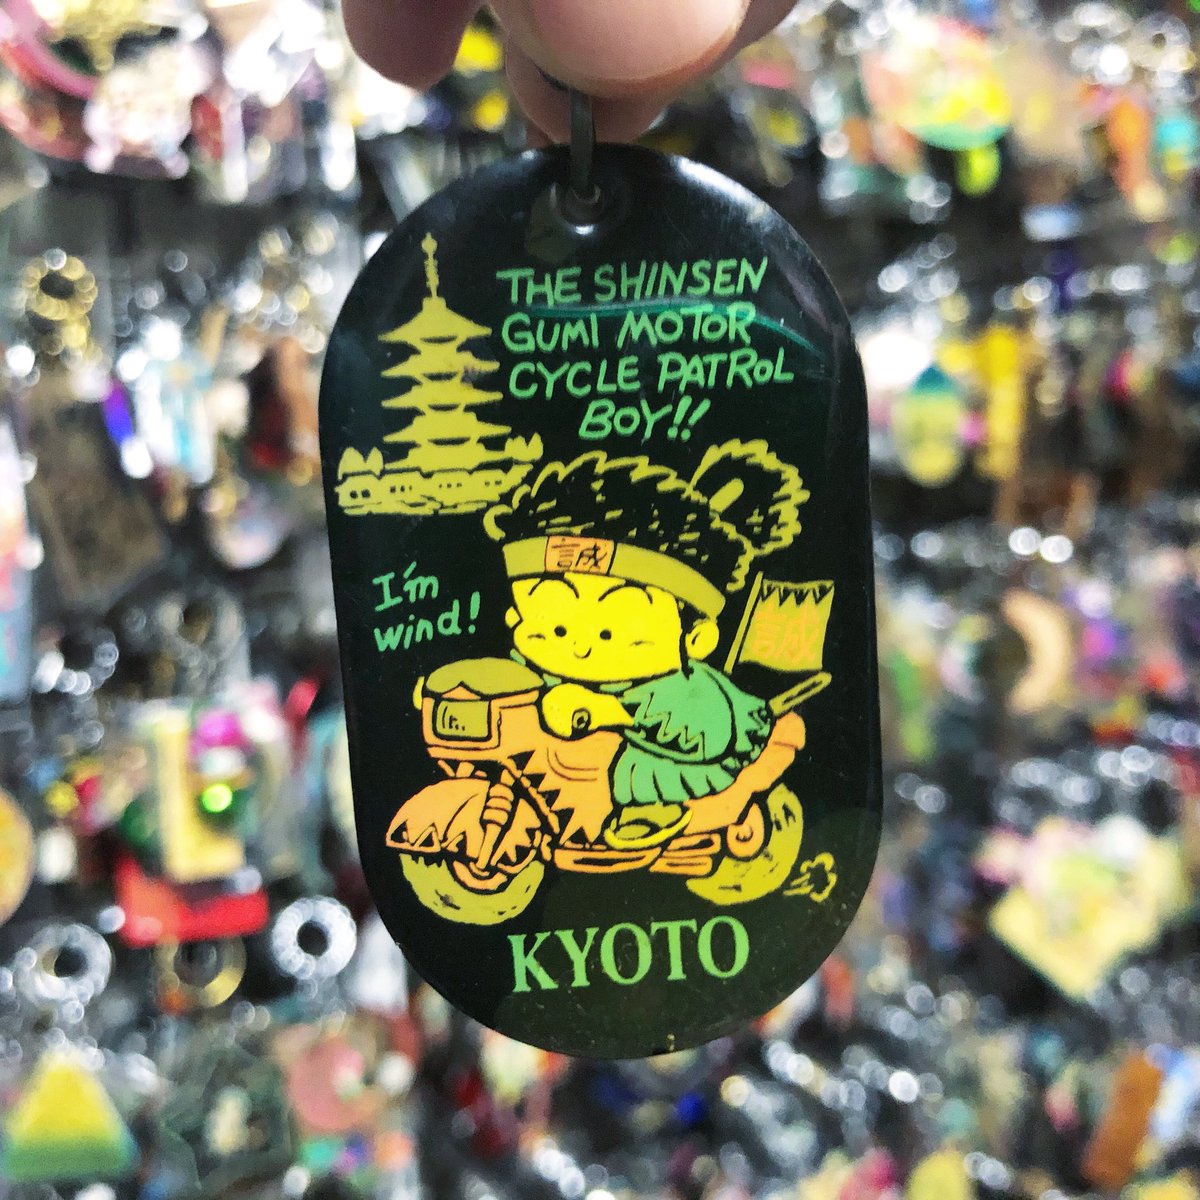 THE SHINSEN
GUMI MOTOR
CYCLE PATROL
BOY!!
誠
I'm
wind!
誠
KYOTO